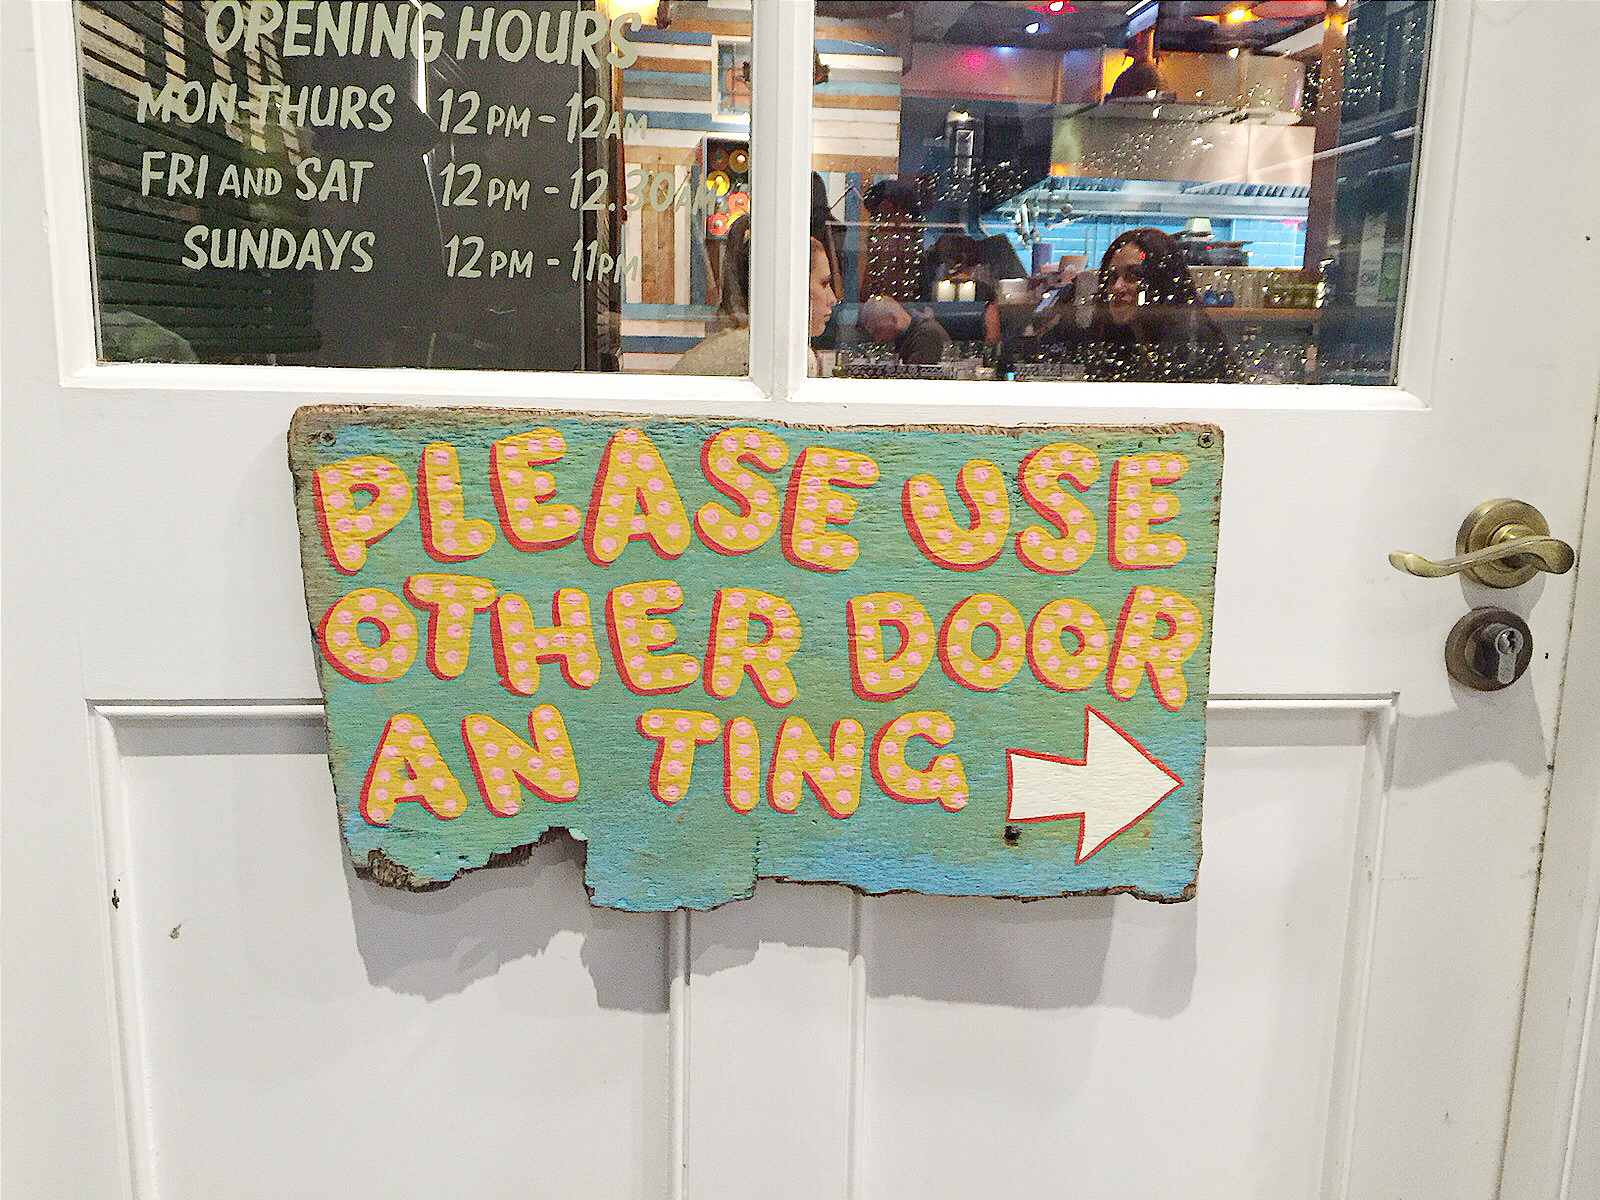 OPENING HOURS
MON-THURS 12PM - 12AM
FRI AND SAT 12PM - 12.30AM
SUNDAYS 12PM - 11PM
PLEASE USE
OTHER DOOR
AN TING